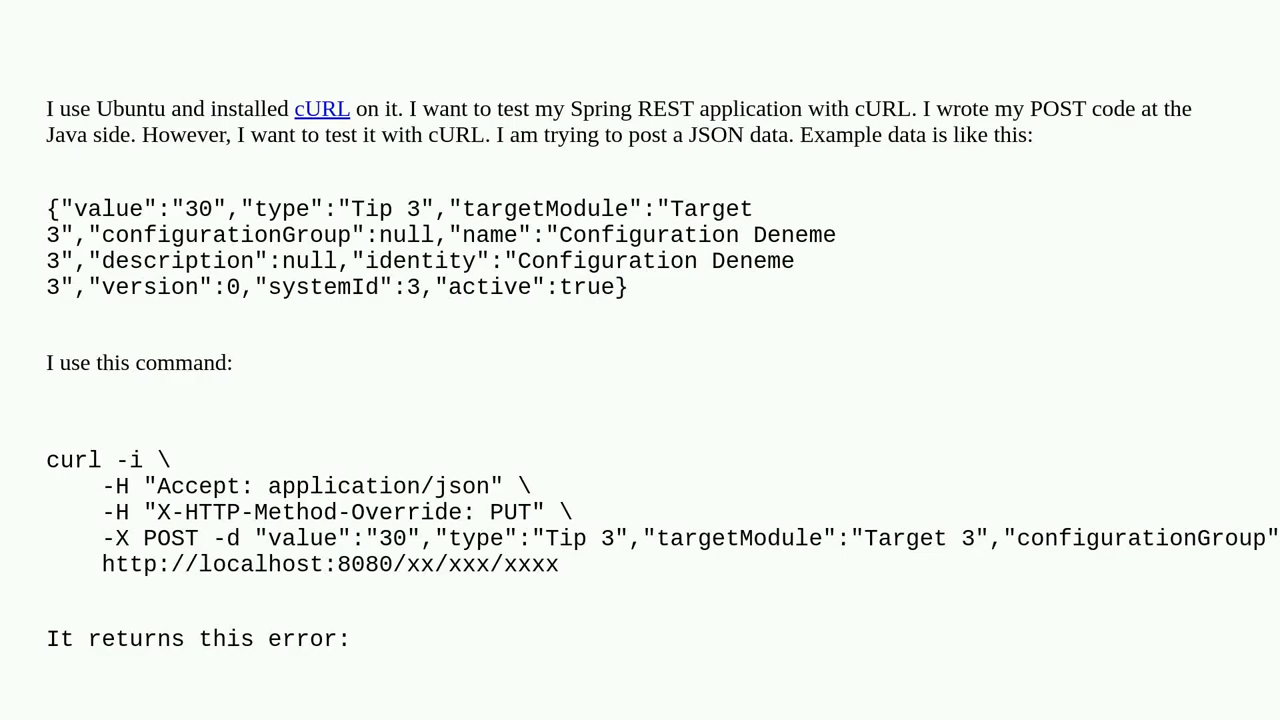 I use Ubuntu and installed cURL on it. I want to test my Spring REST application with cURL. I wrote my POST code at the
Java side. However, I want to test it with cURL. I am trying to post a JSON data. Example data is like this:
{"value":"30","type":"Tip 3","targetModule":"Target
3","configurationGroup":null,"name":"Configuration Deneme
3","description":null,"identity":"Configuration Deneme
3","version":0,"systemId":3,"active":true}
I use this command:
curl -i \
    -H "Accept: application/json" \
    -H "X-HTTP-Method-Override: PUT" \
    -X POST -d "value":"30","type":"Tip 3","targetModule":"Target 3","configurationGroup"
    http://localhost:8080/xx/xxx/xxxx
It returns this error: